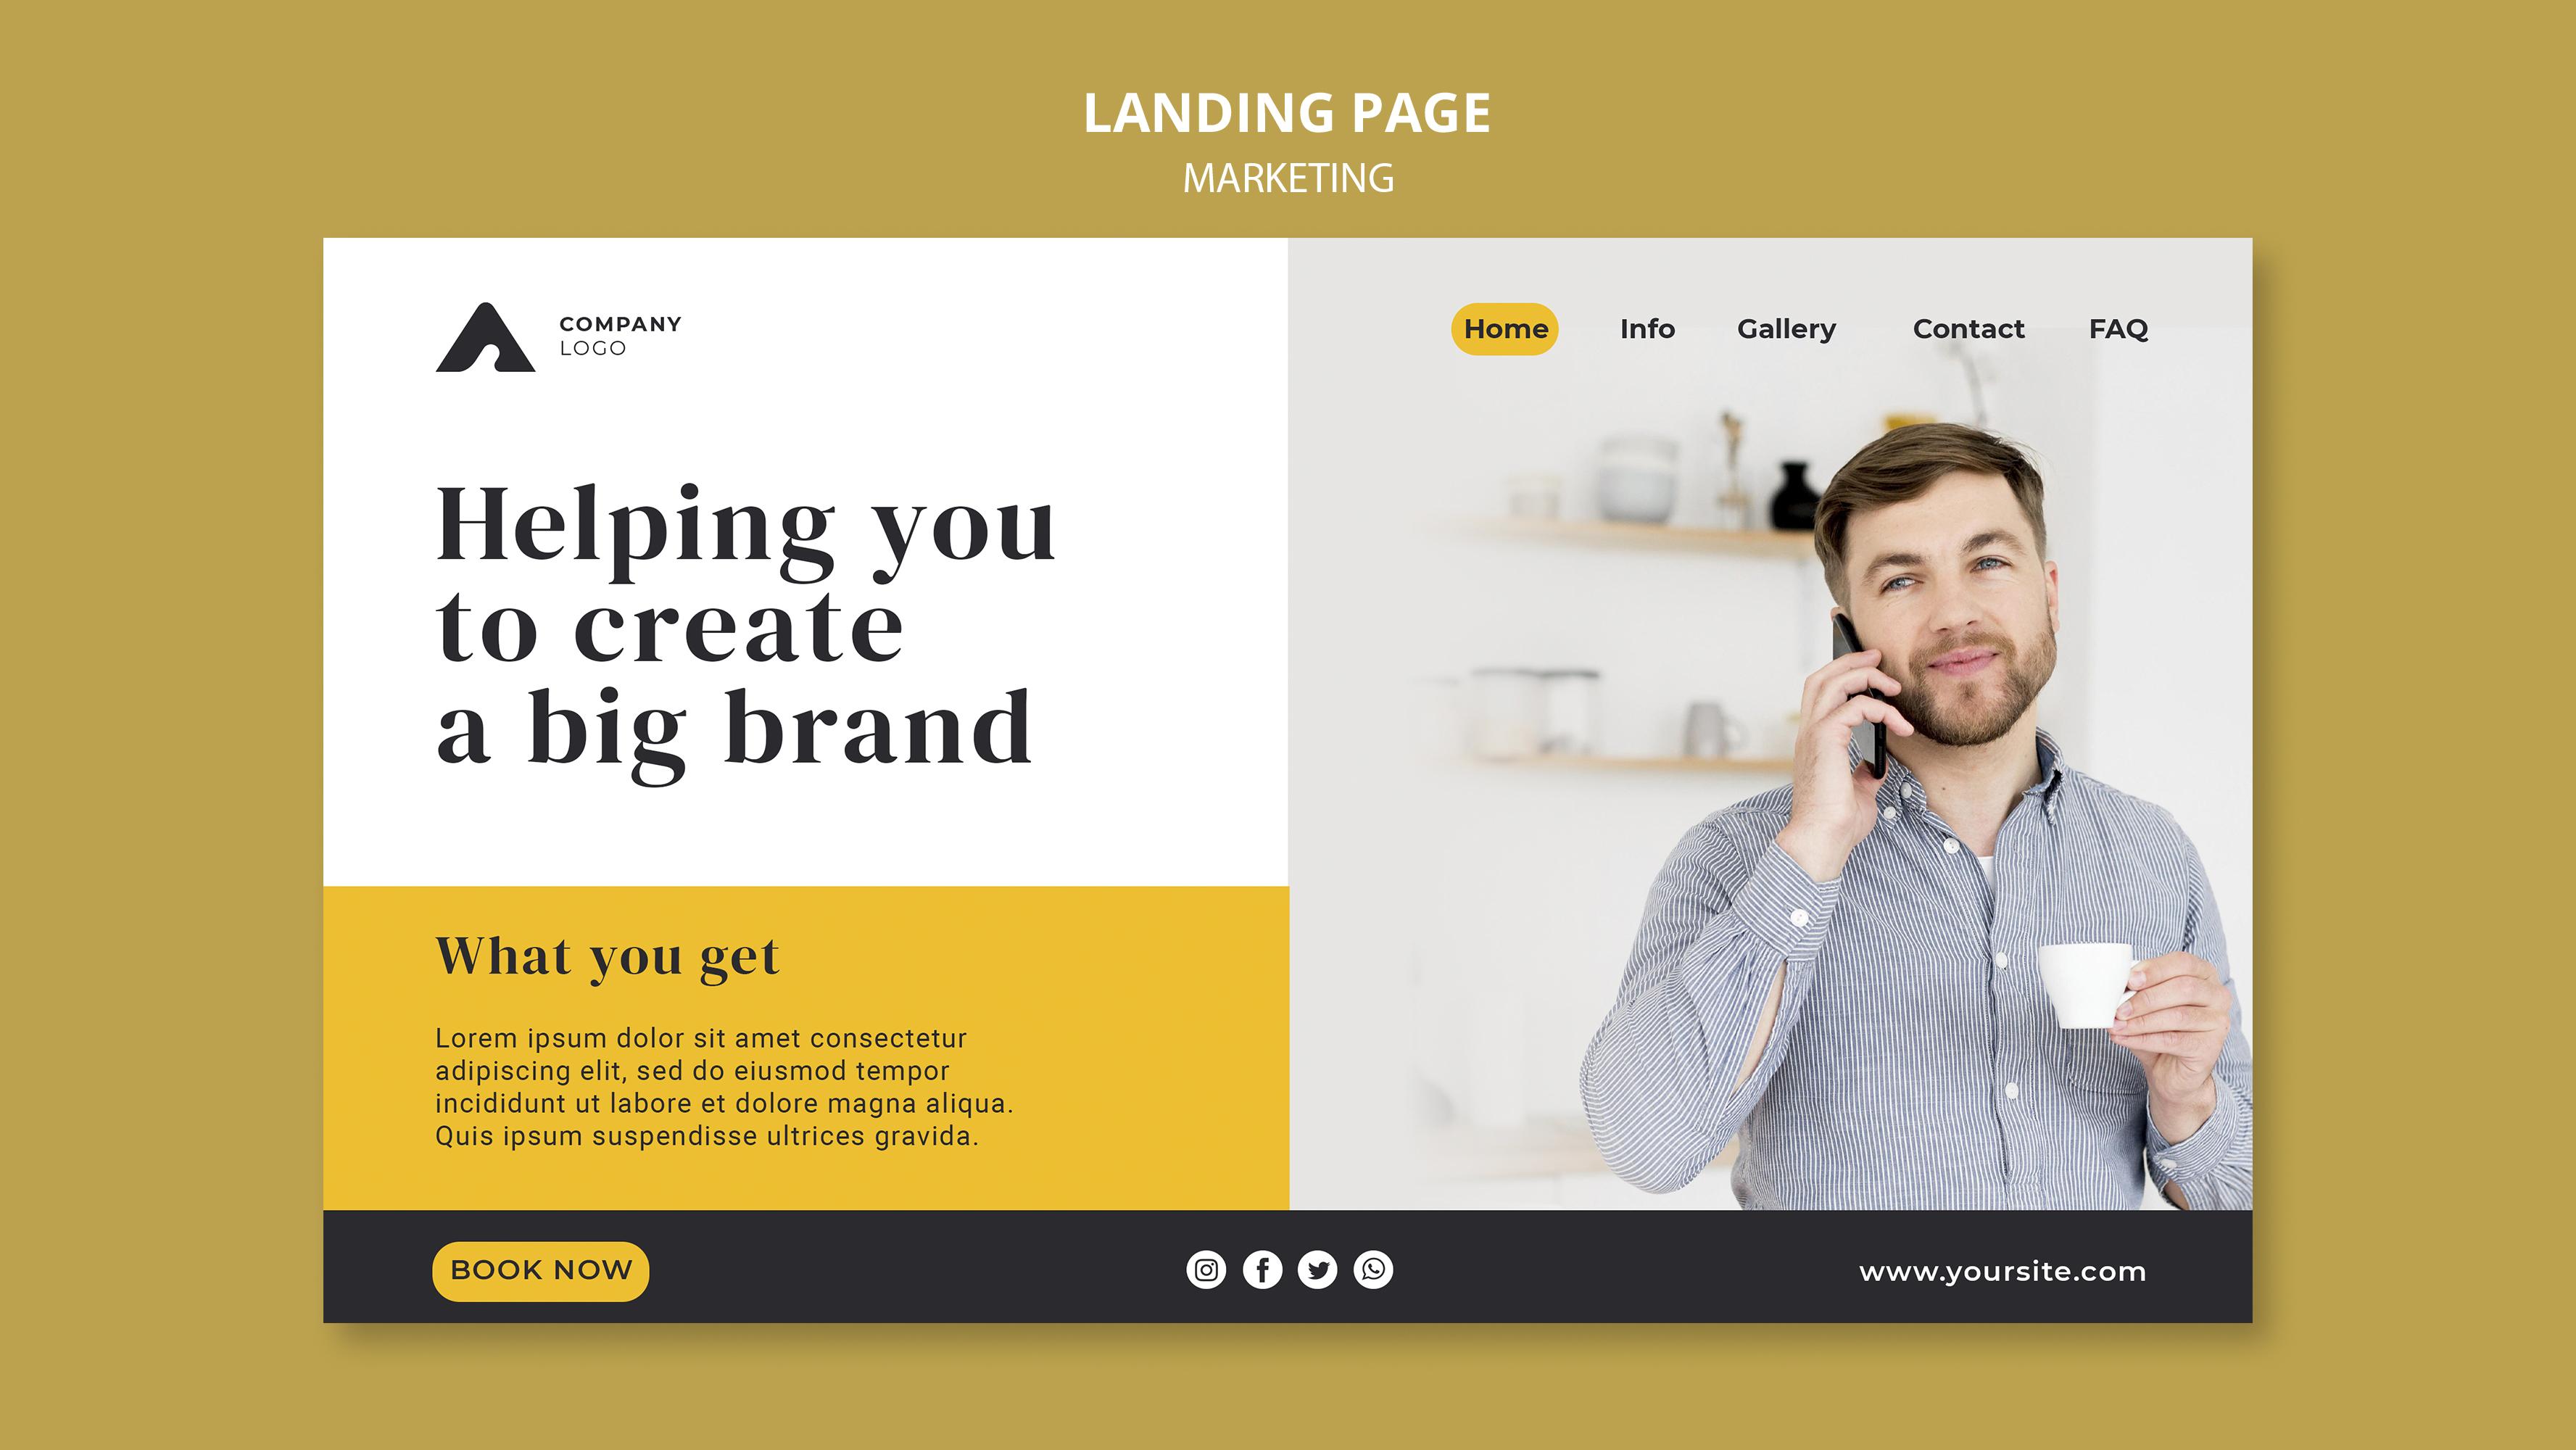 LANDING PAGE
MARKETING
COMPANY
LOGO
Home Info Gallery Contact FAQ
Helping you
to create
a big brand
What you get
Lorem ipsum dolor sit amet consectetur
adipiscing elit, sed do eiusmod tempor
incididunt ut labore et dolore magna aliqua.
Quis ipsum suspendisse ultrices gravida.
BOOK NOW
www.yoursite.com